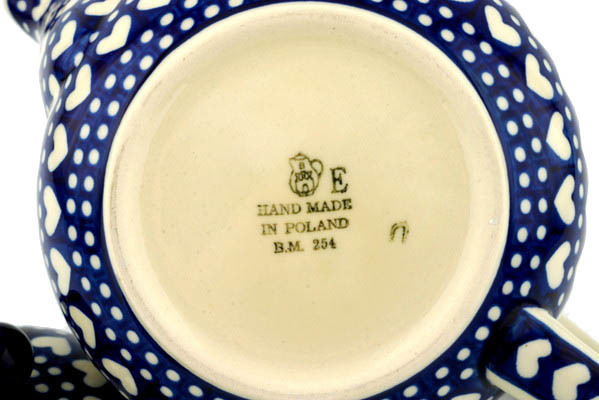 E
HAND MADE
IN POLAND
B.M. 254
n